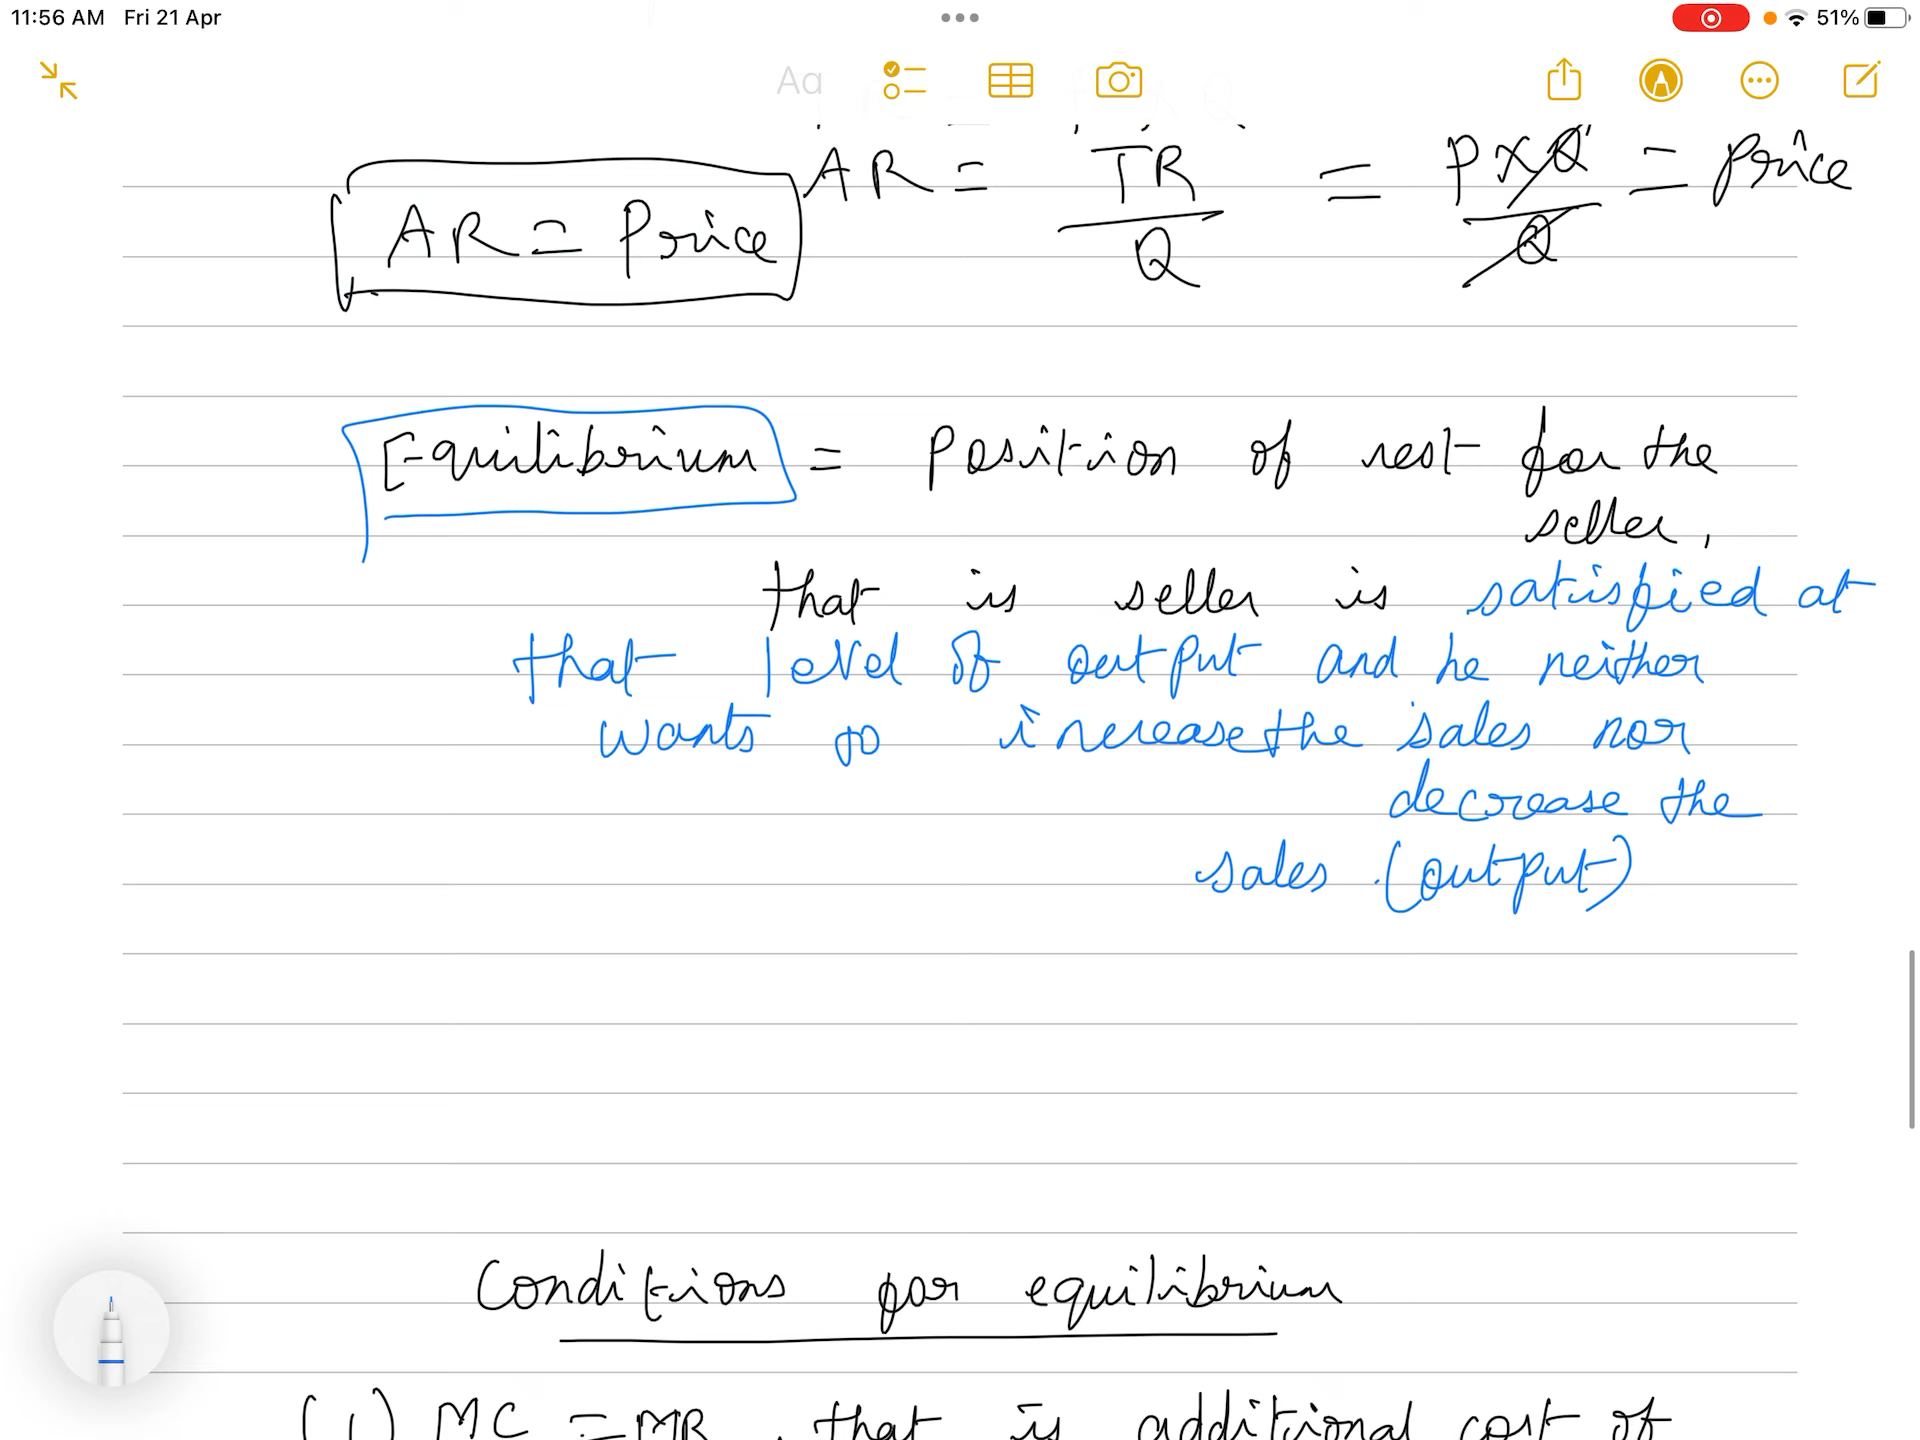 11:56 AM Fri 21 Apr
51%
Aa
AR = TR / Q = P X Q / Q = Price
AR = Price
Equilibrium = Position of rest for the
seller,
that is seller is satisfied at
that level of output and he neither
wants to increase the sales nor
decrease the
sales. (output)
Conditions for equilibrium
(1) MC = MR, that is additional cost of